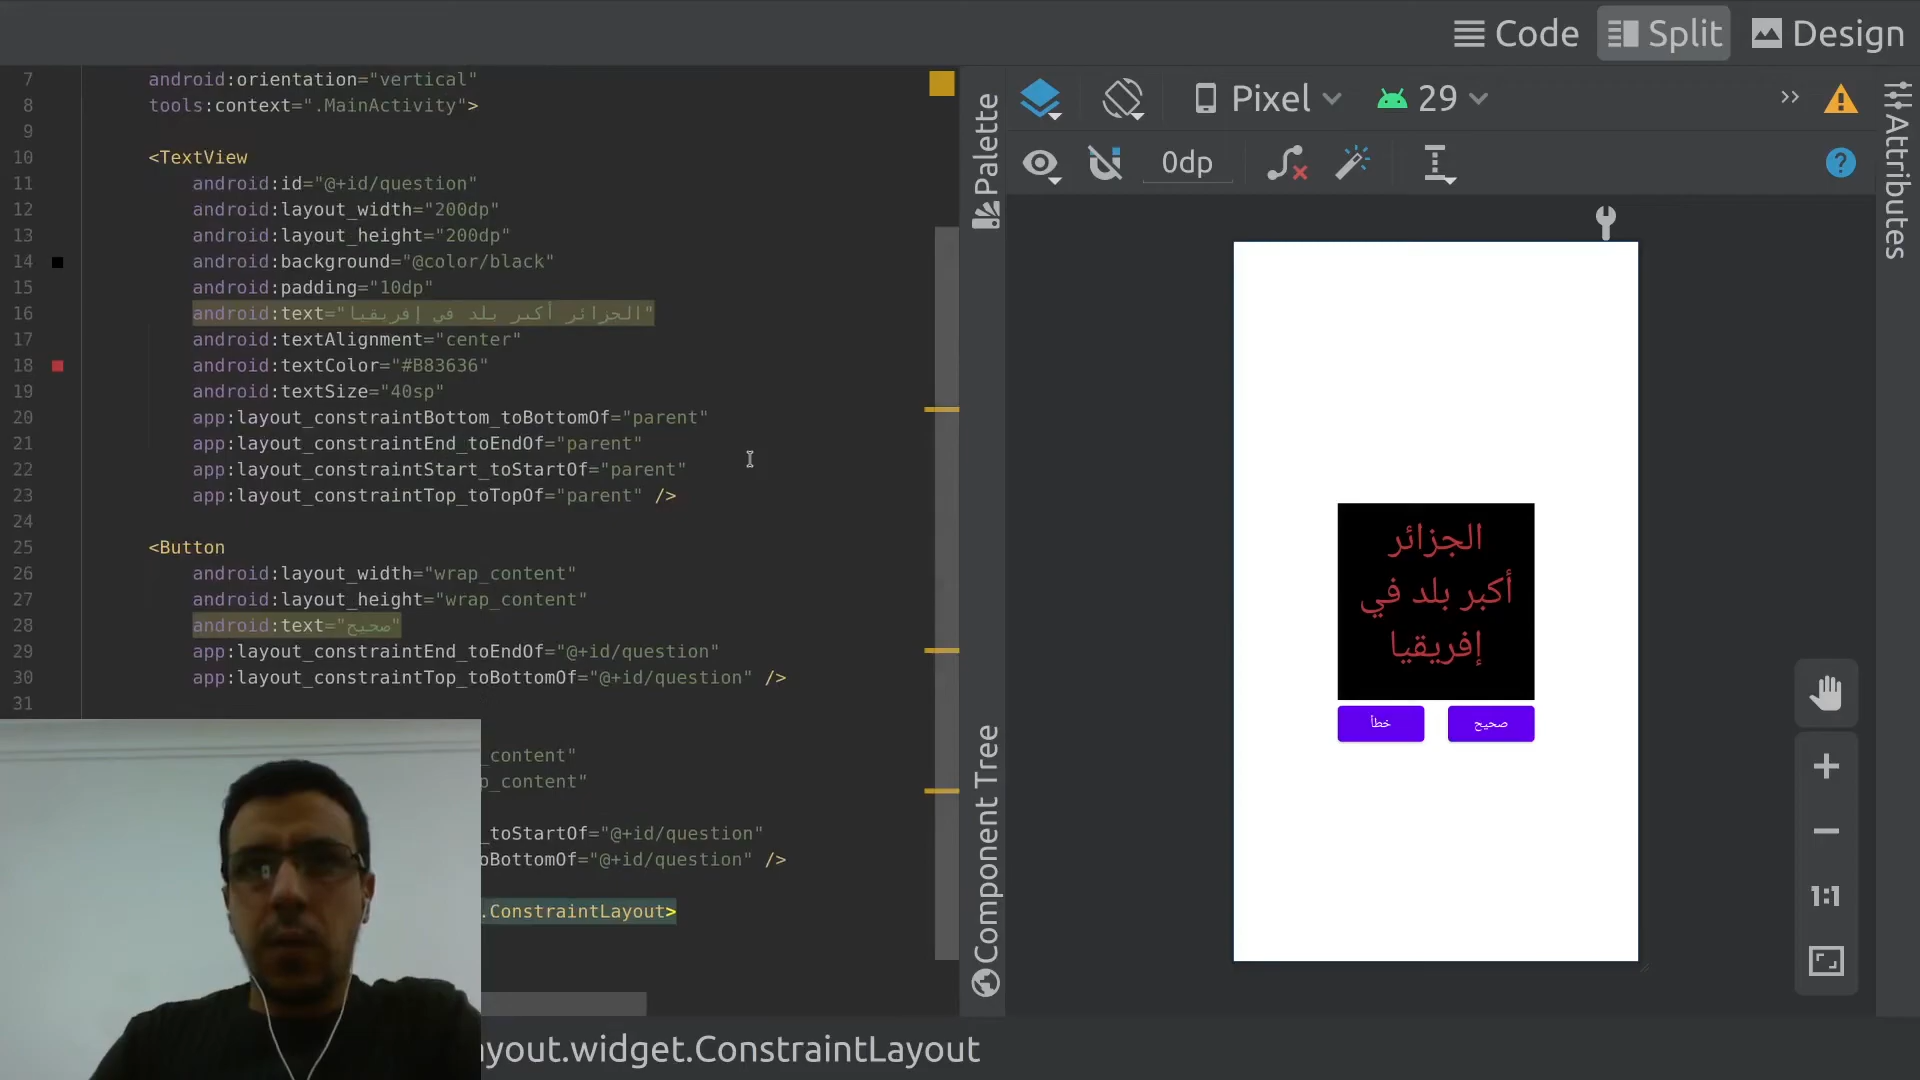 Code
Split
Design
7 android:orientation="vertical"
8 tools:context=".MainActivity">
9
10 <TextView
11 android:id="@+id/question"
12 android:layout_width="200dp"
13 android:layout_height="200dp"
14 android:background="@color/black"
15 android:padding="10dp"
16 android:text="الجزائر أكبر بلد في إفريقيا"
17 android:textAlignment="center"
18 android:textColor="#B83636"
19 android:textSize="40sp"
20 app:layout_constraintBottom_toBottomOf="parent"
21 app:layout_constraintEnd_toEndOf="parent"
22 app:layout_constraintStart_toStartOf="parent"
23 app:layout_constraintTop_toTopOf="parent" />
24
25 <Button
26 android:layout_width="wrap_content"
27 android:layout_height="wrap_content"
28 android:text="صحيح"
29 app:layout_constraintEnd_toEndOf="@+id/question"
30 app:layout_constraintTop_toBottomOf="@+id/question" />
31
_content"
p_content"
_toStartOf="@+id/question"
oBottomOf="@+id/question" />
.ConstraintLayout>
yout.widget.ConstraintLayout
Palette
Component Tree
Pixel
29
0dp
Attributes
الجزائر
أكبر بلد في
إفريقيا
صحيح
خطأ
1:1